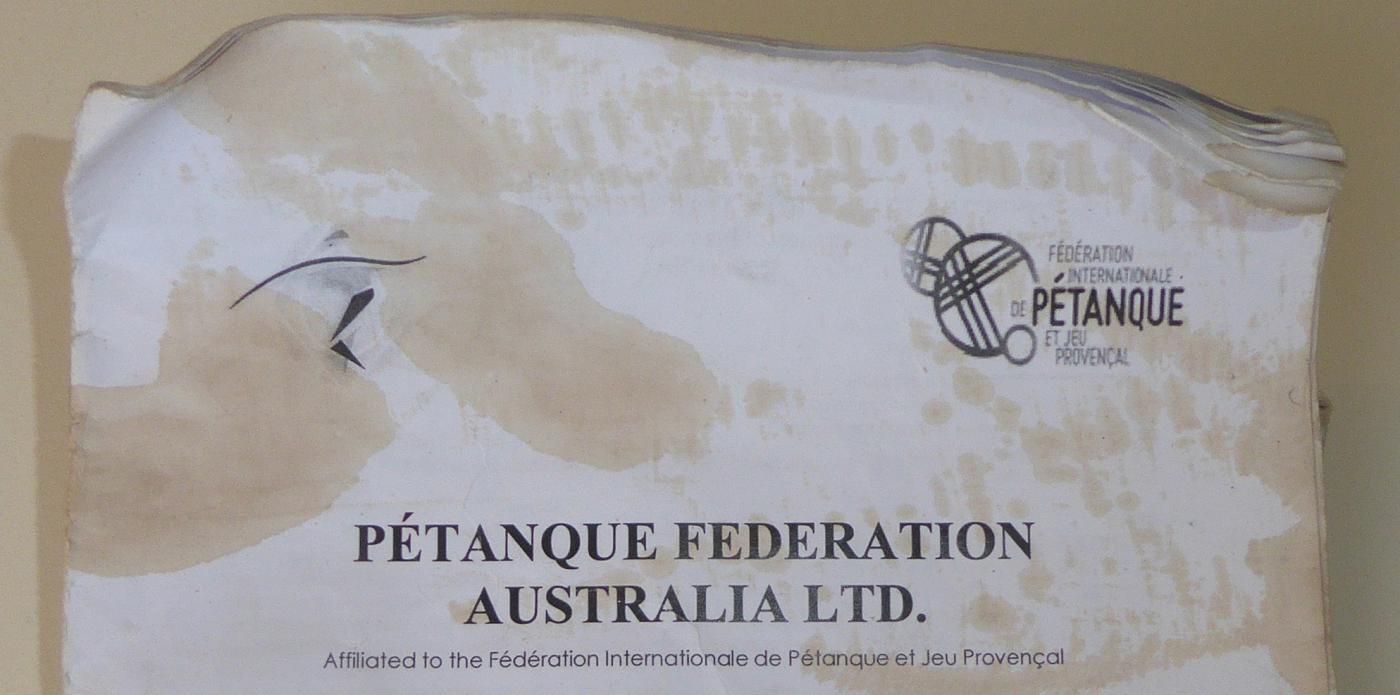 FÉDÉRATION
INTERNATIONALE
DE PÉTANQUE
ET JEU
PROVENÇAL
PÉTANQUE FEDERATION
AUSTRALIA LTD.
Affiliated to the Fédération Internationale de Pétanque et Jeu Provençal